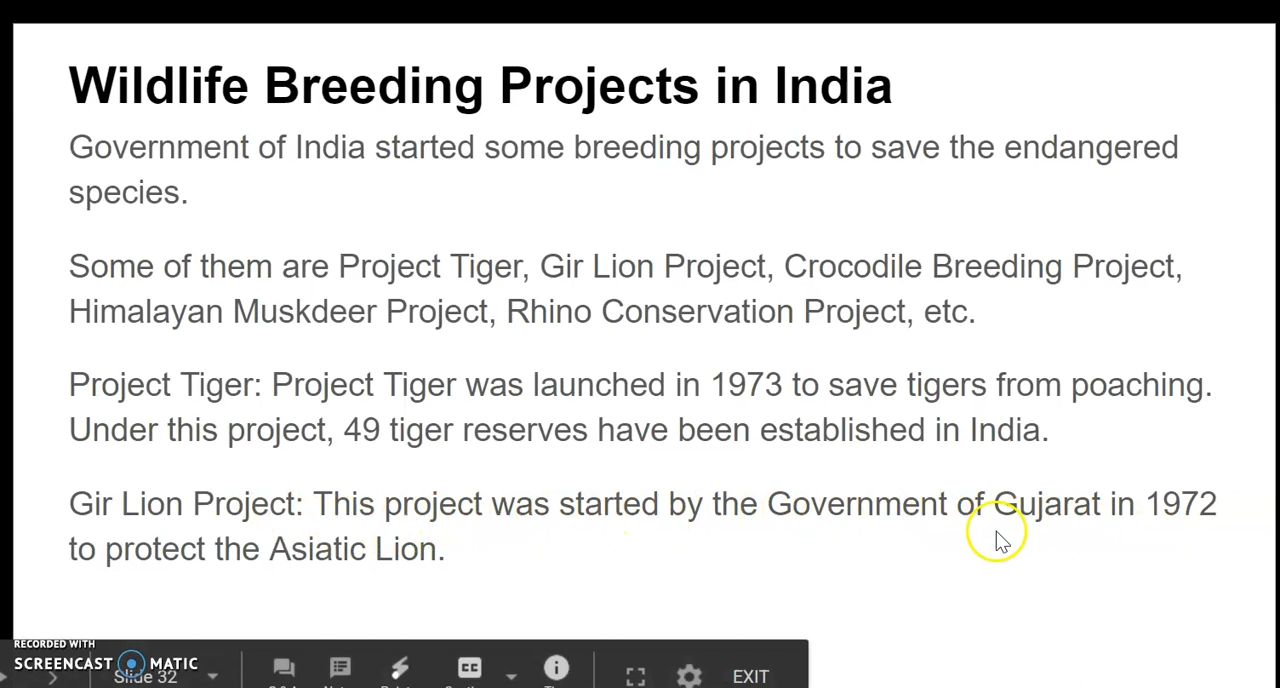 Wildlife Breeding Projects in India
Government of India started some breeding projects to save the endangered
species.
Some of them are Project Tiger, Gir Lion Project, Crocodile Breeding Project,
Himalayan Muskdeer Project, Rhino Conservation Project, etc.
Project Tiger: Project Tiger was launched in 1973 to save tigers from poaching.
Under this project, 49 tiger reserves have been established in India.
Gir Lion Project: This project was started by the Government of Gujarat in 1972
to protect the Asiatic Lion.
RECORDED WITH
SCREENCAST MATIC
Slide 32
CC
EXIT